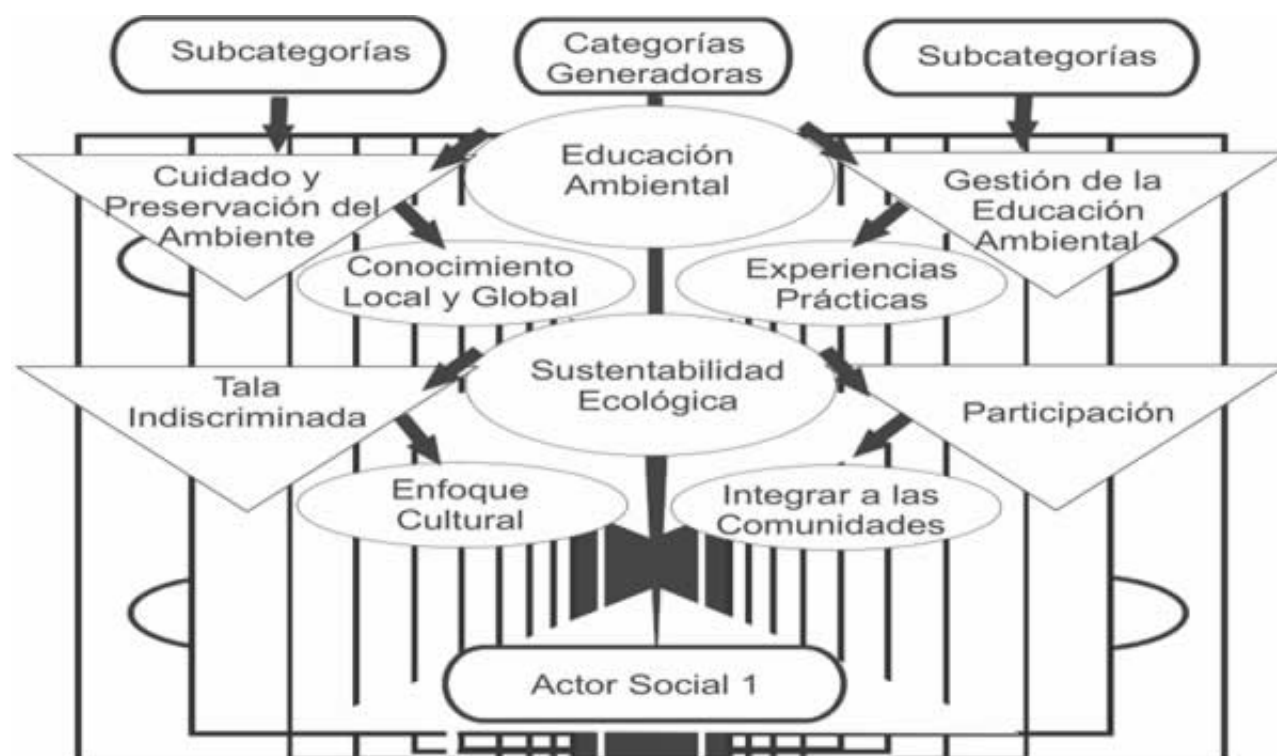 Subcategorías
Categorías
Generadoras
Subcategorías
Educación
Ambiental
Cuidado y
Preservación del
Ambiente
Gestión de la
Educación
Ambiental
Conocimiento
Local y Global
Experiencias
Prácticas
Sustentabilidad
Ecológica
Tala
Indiscriminada
Participación
Enfoque
Cultural
Integrar a las
Comunidades
Actor Social 1